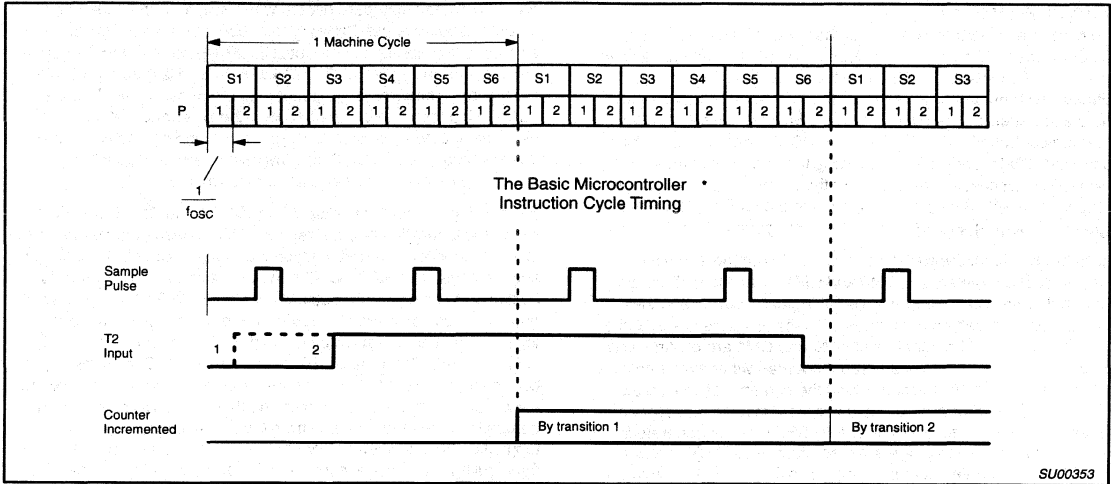 1 Machine Cycle
S1 S2 S3 S4 S5 S6 S1 S2 S3 S4 S5 S6 S1 S2 S3
P 1 2 1 2 1 2 1 2 1 2 1 2 1 2 1 2 1 2 1 2 1 2 1 2 1 2 1 2 1 2
1
fOSC
The Basic Microcontroller *
Instruction Cycle Timing
Sample
Pulse
T2
Input
1 2
Counter
Incremented
By transition 1 By transition 2
SU00353